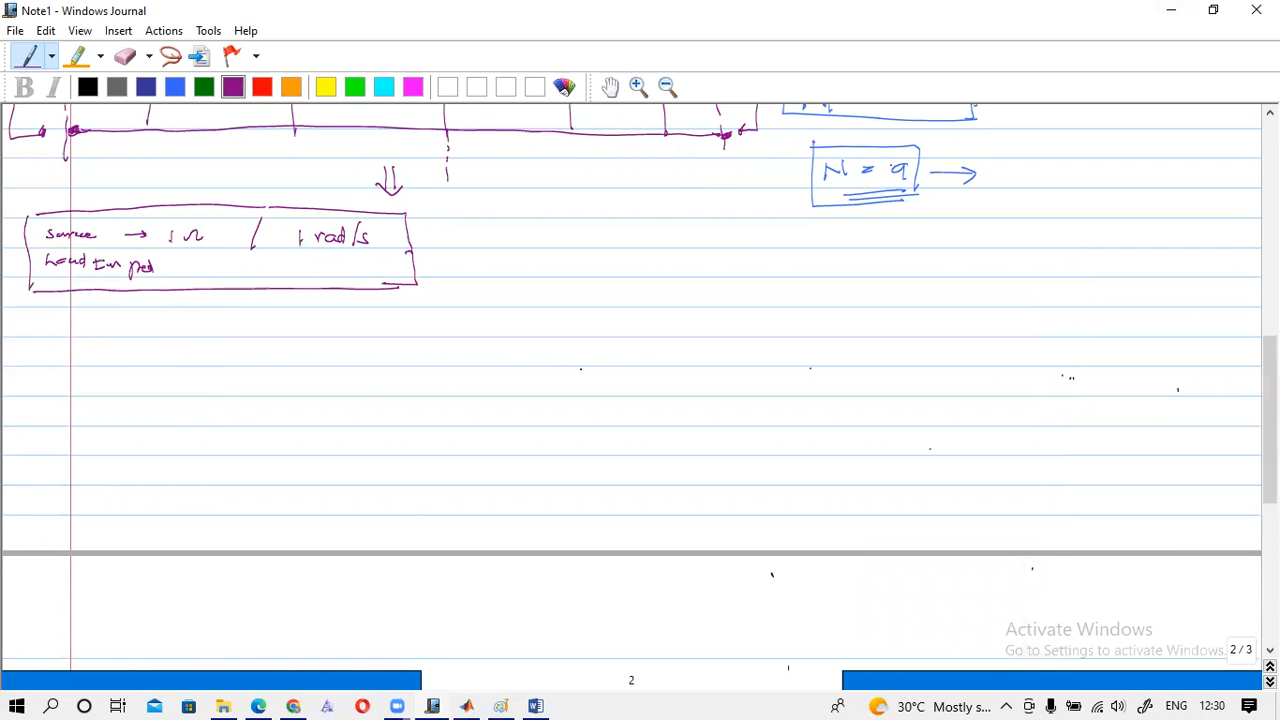 Note1 - Windows Journal
File Edit View Insert Actions Tools Help
B I
N = 9 →
source → 1 Ω / 1 rad/s
load Imped
Activate Windows
Go to Settings to activate Windows.
2 / 3
2
30°C Mostly s... ENG 12:30